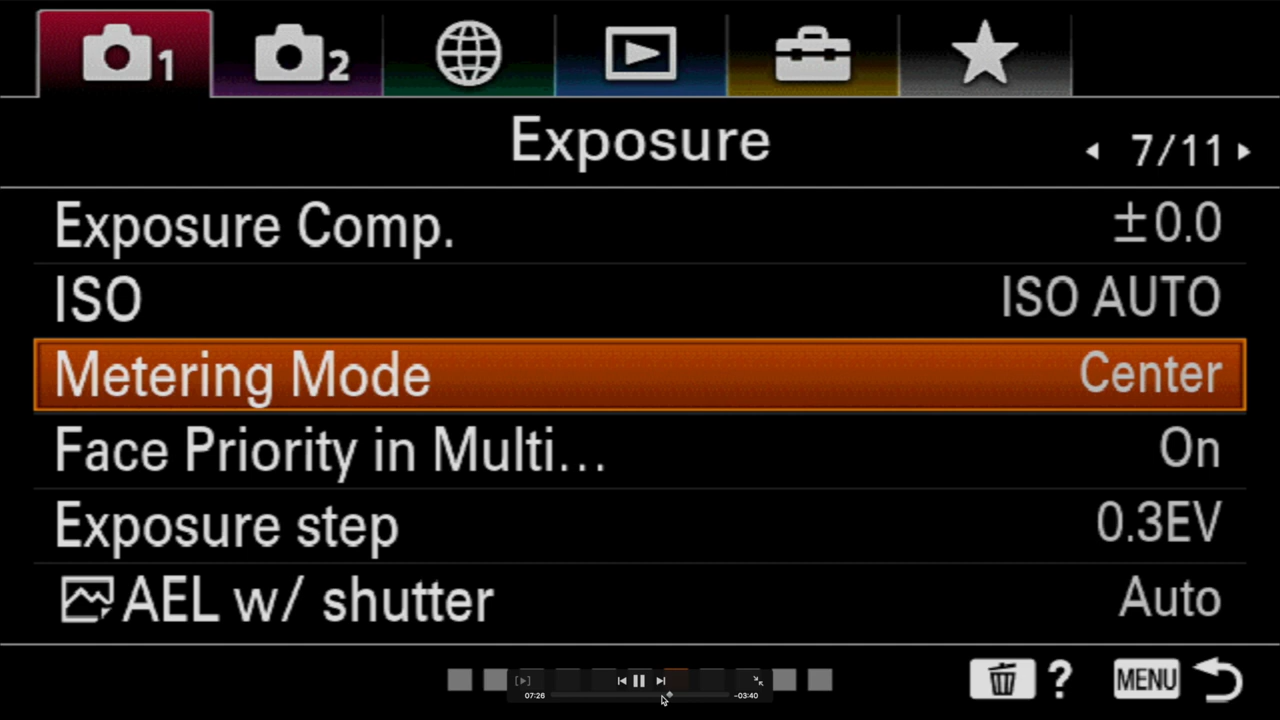 1 2
Exposure 7/11
Exposure Comp. ±0.0
ISO ISO AUTO
Metering Mode Center
Face Priority in Multi... On
Exposure step 0.3EV
AEL w/ shutter Auto
? MENU
07:26 -03:40